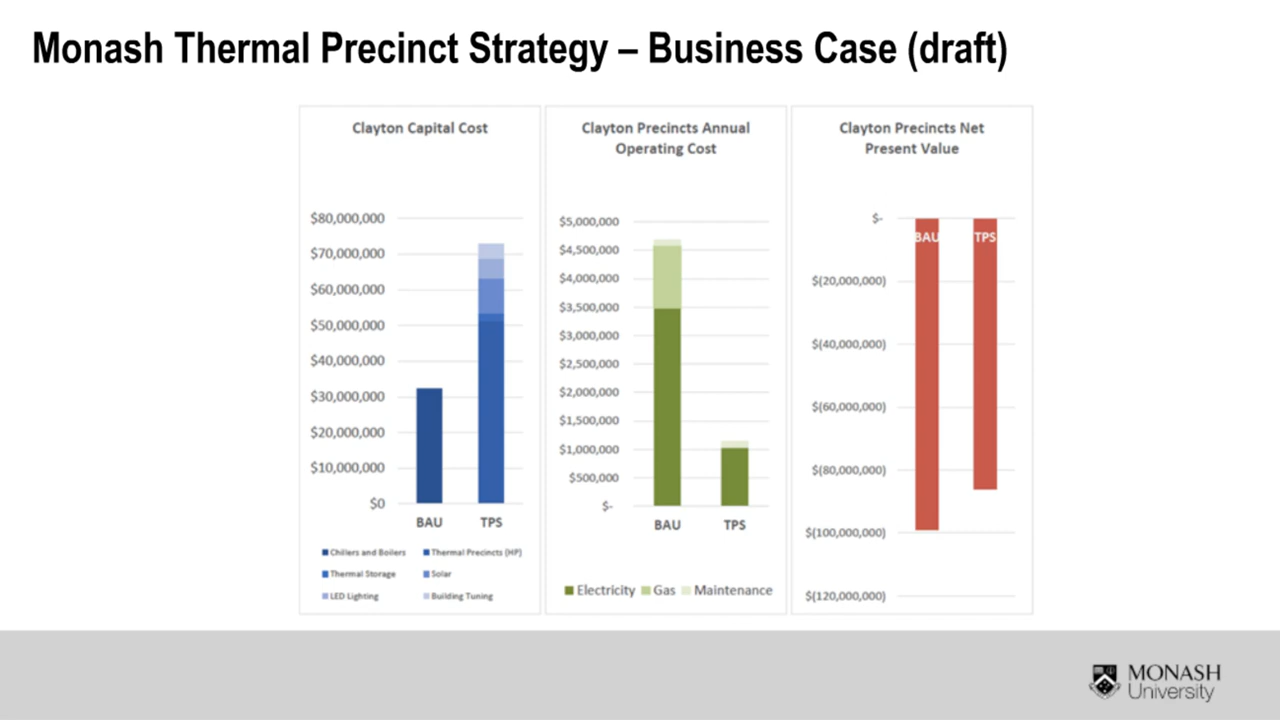 Monash Thermal Precinct Strategy – Business Case (draft)
Clayton Capital Cost
$80,000,000
$70,000,000
$60,000,000
$50,000,000
$40,000,000
$30,000,000
$20,000,000
$10,000,000
$0
BAU TPS
Chillers and Boilers Thermal Precincts (HP)
Thermal Storage Solar
LED Lighting Building Tuning
Clayton Precincts Annual
Operating Cost
$5,000,000
$4,500,000
$4,000,000
$3,500,000
$3,000,000
$2,500,000
$2,000,000
$1,500,000
$1,000,000
$500,000
$-
BAU TPS
Electricity Gas Maintenance
Clayton Precincts Net
Present Value
$-
BAU TPS
$(20,000,000)
$(40,000,000)
$(60,000,000)
$(80,000,000)
$(100,000,000)
$(120,000,000)
MONASH
University